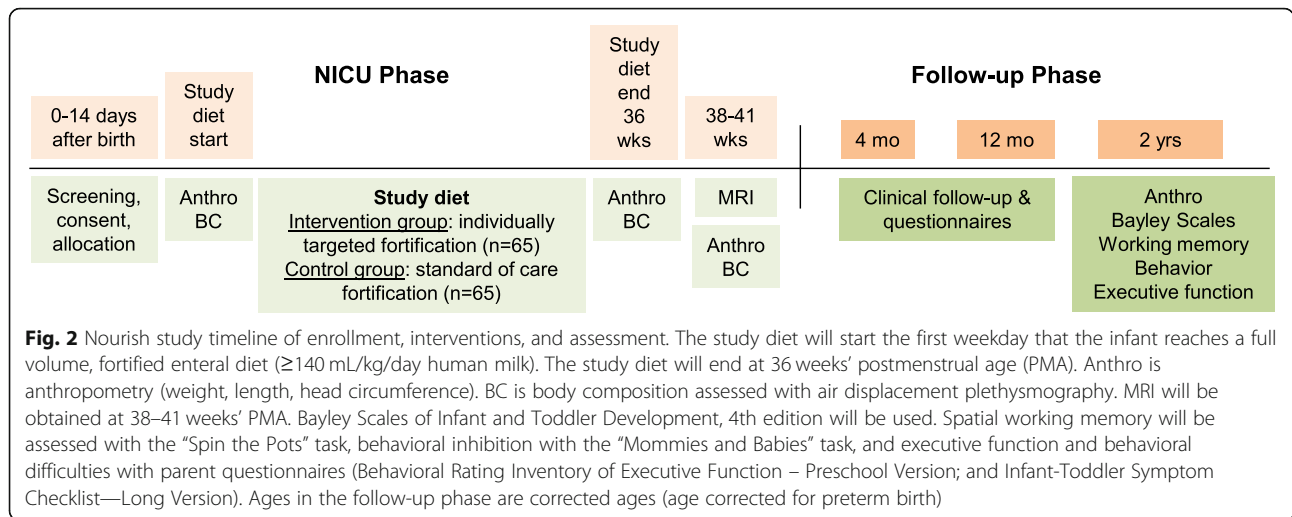 NICU Phase
Follow-up Phase
0-14 days
after birth
Study
diet
start
Study
diet
end
36
wks
38-41
wks
4 mo
12 mo
2 yrs
Screening,
consent,
allocation
Anthro
BC
Study diet
Intervention group: individually
targeted fortification (n=65)
Control group: standard of care
fortification (n=65)
Anthro
BC
MRI
Anthro
BC
Clinical follow-up &
questionnaires
Anthro
Bayley Scales
Working memory
Behavior
Executive function
Fig. 2 Nourish study timeline of enrollment, interventions, and assessment. The study diet will start the first weekday that the infant reaches a full
volume, fortified enteral diet (≥140 mL/kg/day human milk). The study diet will end at 36 weeks' postmenstrual age (PMA). Anthro is
anthropometry (weight, length, head circumference). BC is body composition assessed with air displacement plethysmography. MRI will be
obtained at 38–41 weeks' PMA. Bayley Scales of Infant and Toddler Development, 4th edition will be used. Spatial working memory will be
assessed with the “Spin the Pots” task, behavioral inhibition with the “Mommies and Babies” task, and executive function and behavioral
difficulties with parent questionnaires (Behavioral Rating Inventory of Executive Function – Preschool Version; and Infant-Toddler Symptom
Checklist—Long Version). Ages in the follow-up phase are corrected ages (age corrected for preterm birth)